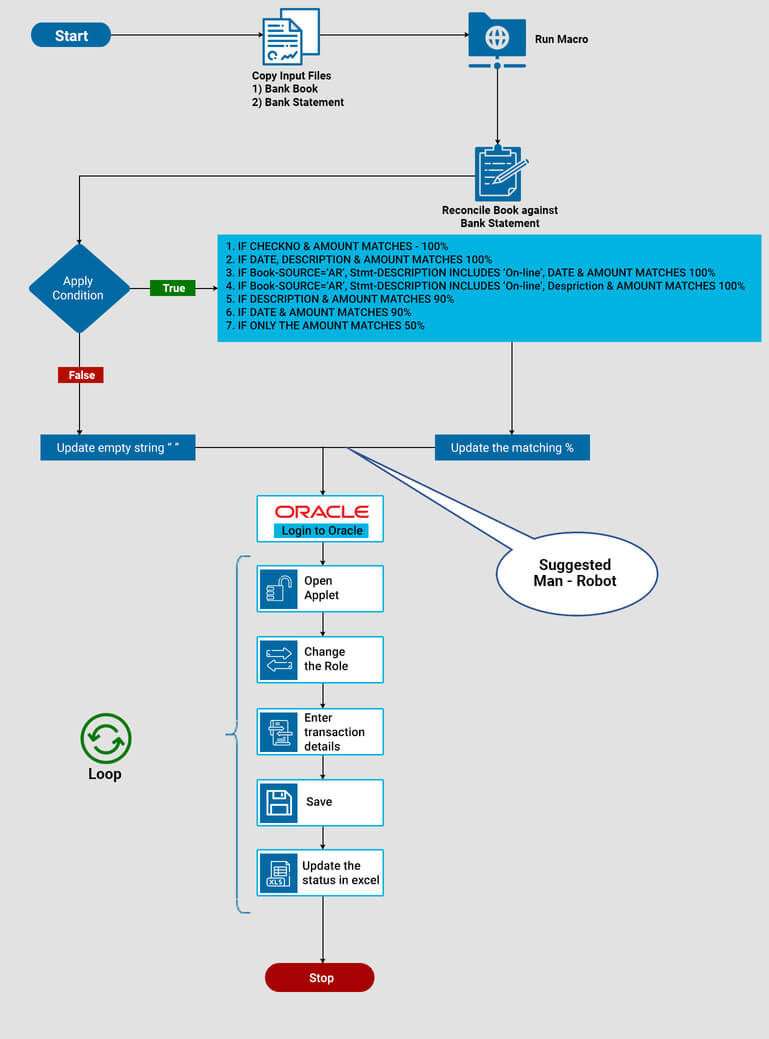 Start
Copy Input Files
1) Bank Book
2) Bank Statement
Run Macro
Reconcile Book against
Bank Statement
Apply
Condition
True
1. IF CHECKNO & AMOUNT MATCHES - 100%
2. IF DATE, DESCRIPTION & AMOUNT MATCHES 100%
3. IF Book-SOURCE='AR', Stmt-DESCRIPTION INCLUDES 'On-line', DATE & AMOUNT MATCHES 100%
4. IF Book-SOURCE='AR', Stmt-DESCRIPTION INCLUDES 'On-line', Despriction & AMOUNT MATCHES 100%
5. IF DESCRIPTION & AMOUNT MATCHES 90%
6. IF DATE & AMOUNT MATCHES 90%
7. IF ONLY THE AMOUNT MATCHES 50%
False
Update empty string “ ”
Update the matching %
ORACLE
Login to Oracle
Suggested
Man - Robot
Open
Applet
Change
the Role
Enter
transaction
details
Loop
Save
XLS
Update the
status in excel
Stop